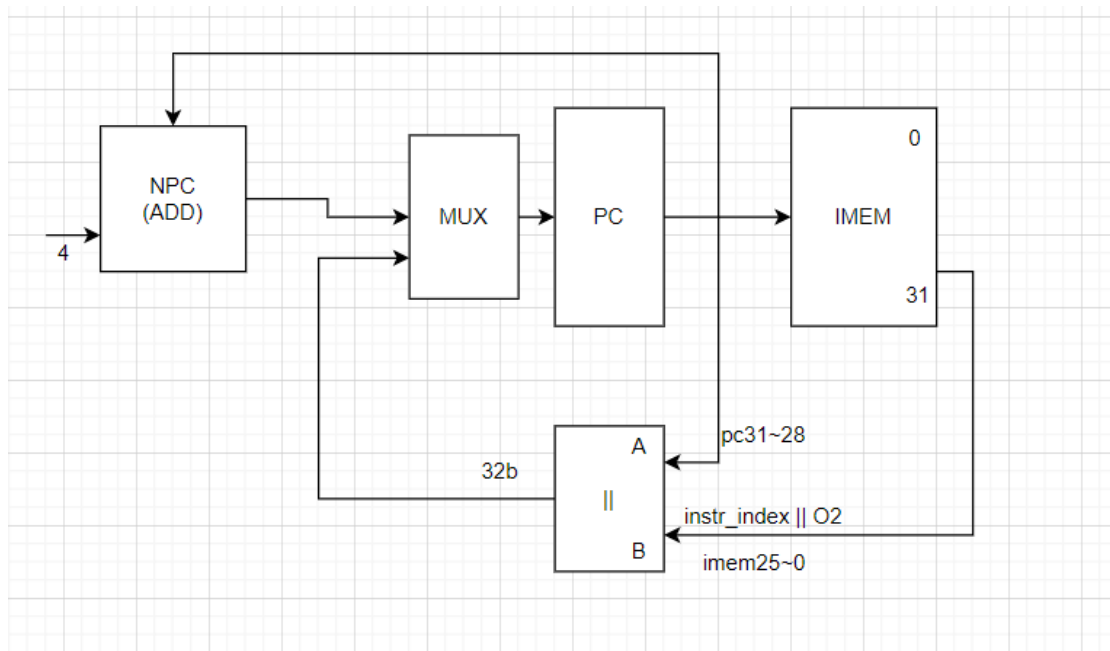 NPC
(ADD)
4
MUX
PC
IMEM
0
31
pc31~28
A
32b
||
instr_index || O2
B
imem25~0